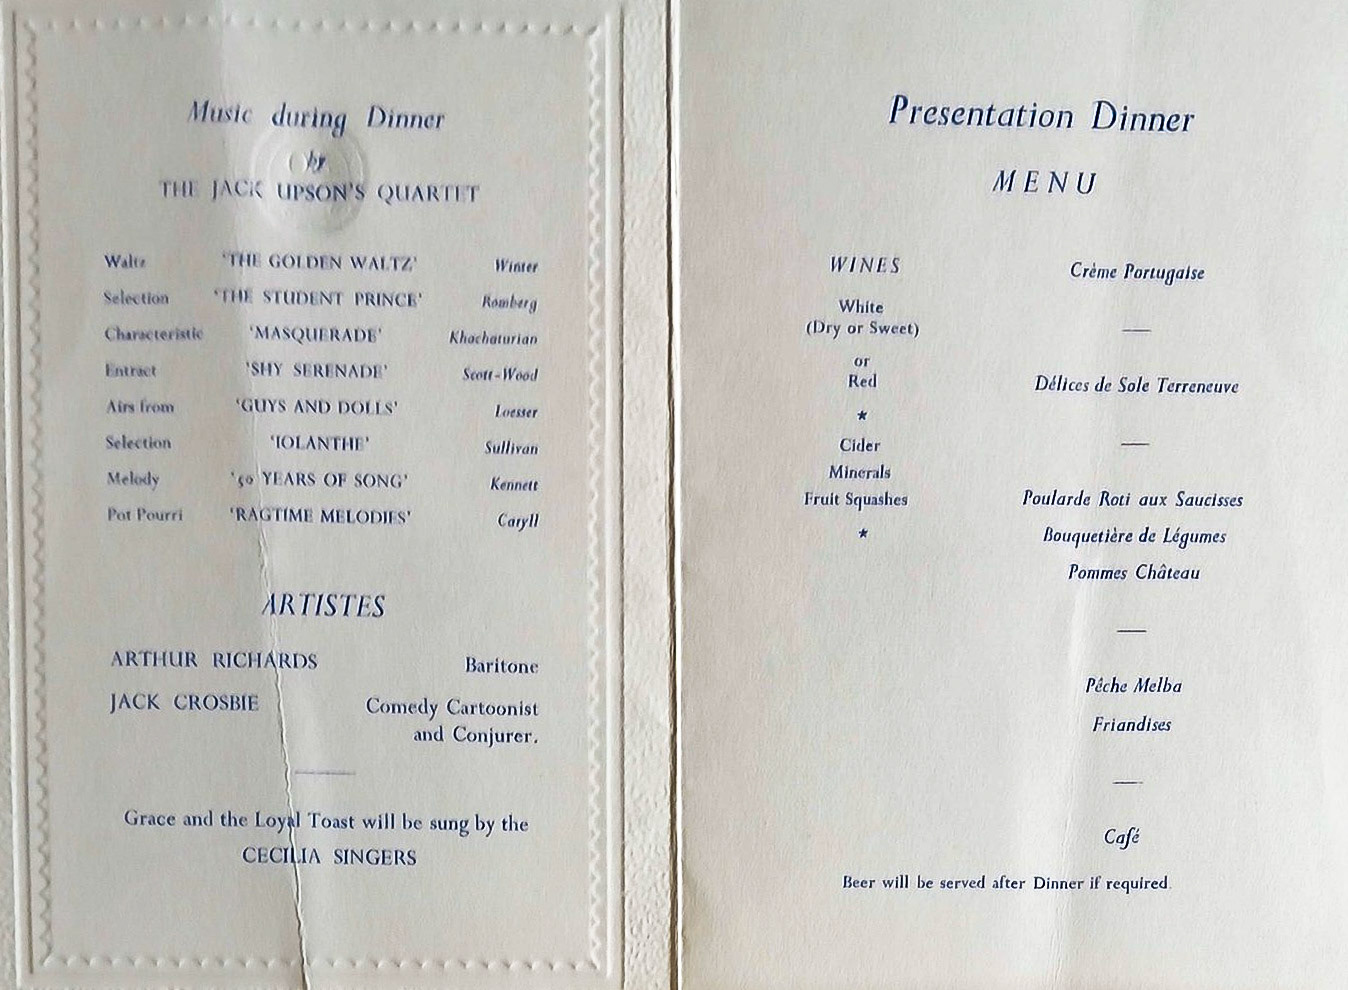 Music during Dinner
by
THE JACK UPSON'S QUARTET
Waltz 'THE GOLDEN WALTZ' Winter
Selection 'THE STUDENT PRINCE' Romberg
Characteristic 'MASQUERADE' Khachaturian
Entract 'SHY SERENADE' Scott-Wood
Airs from 'GUYS AND DOLLS' Loesser
Selection 'IOLANTHE' Sullivan
Melody '50 YEARS OF SONG' Kennett
Pot Pourri 'RAGTIME MELODIES' Caryll
ARTISTES
ARTHUR RICHARDS Baritone
JACK CROSBIE Comedy Cartoonist
and Conjurer.
Grace and the Loyal Toast will be sung by the
CECILIA SINGERS
Presentation Dinner
MENU
WINES
White
(Dry or Sweet)
or
Red
★
Cider
Minerals
Fruit Squashes
★
Crème Portugaise
Délices de Sole Terreneuve
Poularde Roti aux Saucisses
Bouquetière de Légumes
Pommes Château
Pêche Melba
Friandises
Café
Beer will be served after Dinner if required.